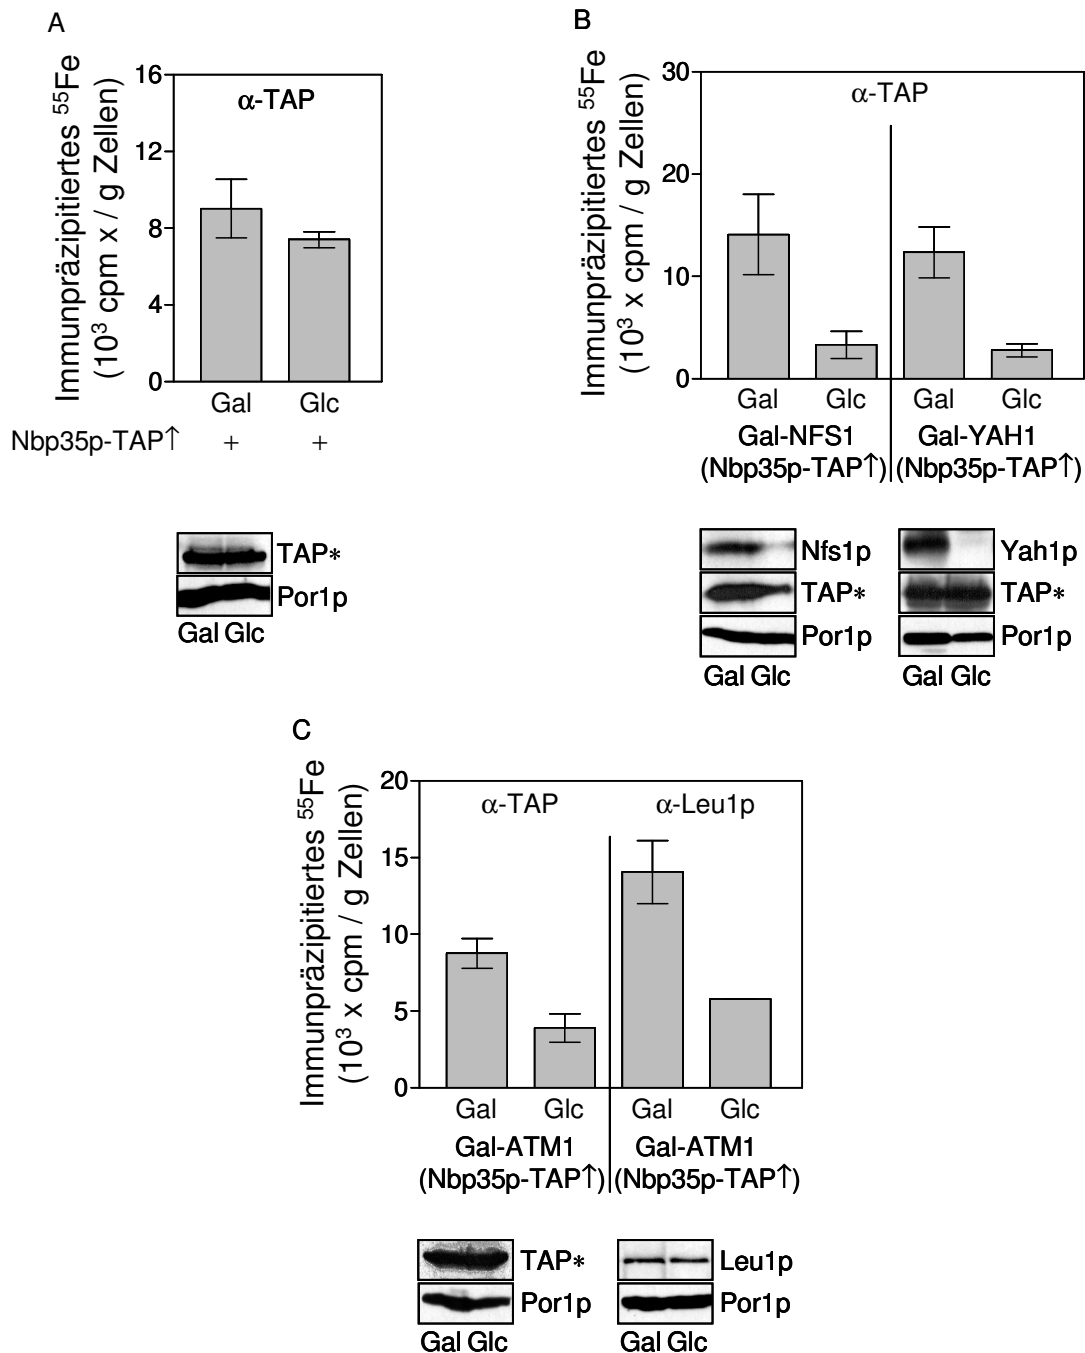 A
Immunpräzipitiertes ⁵⁵Fe
(10³ cpm x / g Zellen)
16
12
8
4
0
α-TAP
Gal Glc
Nbp35p-TAP↑ + +
TAP*
Por1p
Gal Glc
B
Immunpräzipitiertes ⁵⁵Fe
(10³ x cpm / g Zellen)
30
20
10
0
α-TAP
Gal Glc Gal Glc
Gal-NFS1 Gal-YAH1
(Nbp35p-TAP↑) (Nbp35p-TAP↑)
Nfs1p
TAP*
Por1p
Gal Glc
Yah1p
TAP*
Por1p
Gal Glc
C
Immunpräzipitiertes ⁵⁵Fe
(10³ x cpm / g Zellen)
20
15
10
5
0
α-TAP α-Leu1p
Gal Glc Gal Glc
Gal-ATM1 Gal-ATM1
(Nbp35p-TAP↑) (Nbp35p-TAP↑)
TAP*
Por1p
Gal Glc
Leu1p
Por1p
Gal Glc